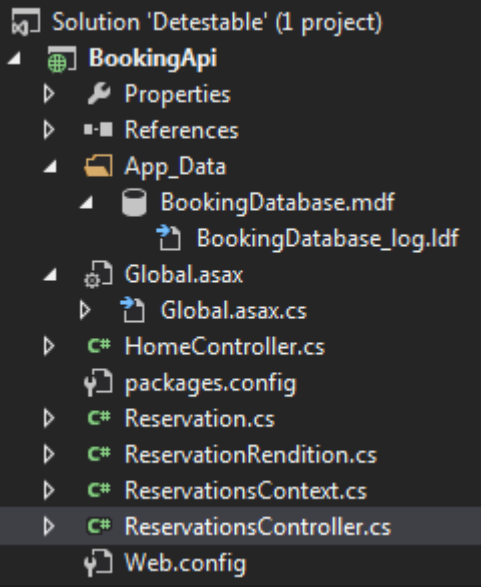 Solution 'Detestable' (1 project)
BookingApi
Properties
References
App_Data
BookingDatabase.mdf
BookingDatabase_log.ldf
Global.asax
Global.asax.cs
C# HomeController.cs
packages.config
C# Reservation.cs
C# ReservationRendition.cs
C# ReservationsContext.cs
C# ReservationsController.cs
Web.config